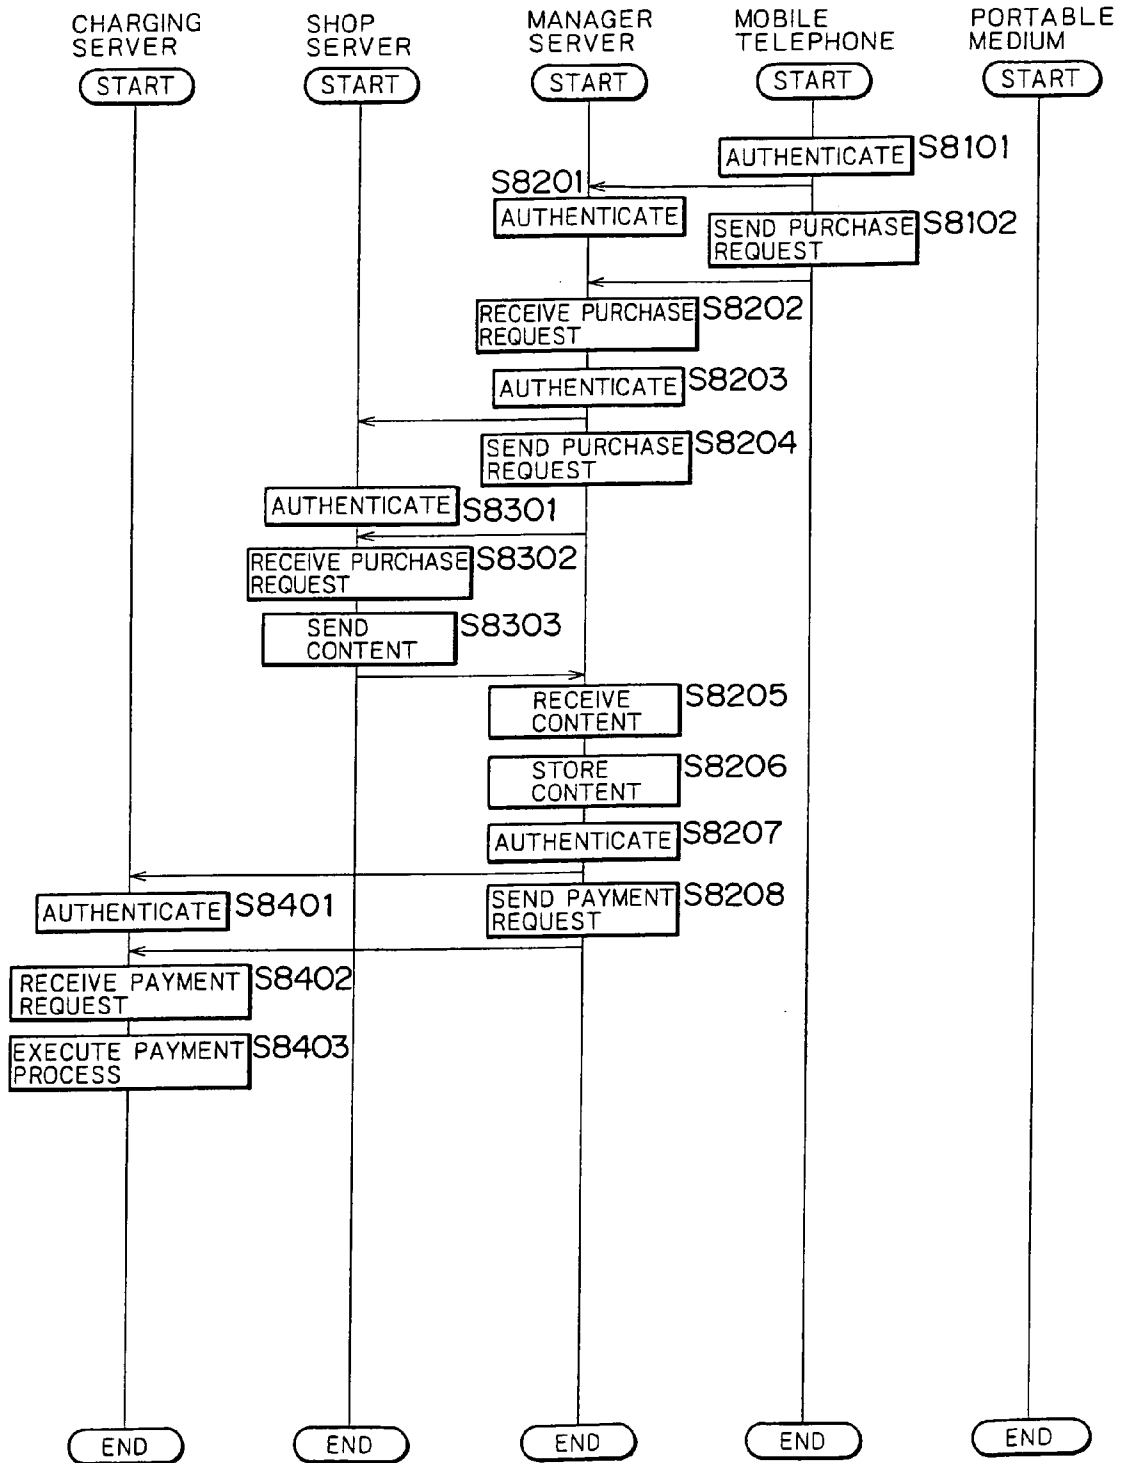 CHARGING
SERVER
SHOP
SERVER
MANAGER
SERVER
MOBILE
TELEPHONE
PORTABLE
MEDIUM
START
START
START
START
START
AUTHENTICATE
S8101
S8201
AUTHENTICATE
SEND PURCHASE
REQUEST
S8102
RECEIVE PURCHASE
REQUEST
S8202
AUTHENTICATE
S8203
SEND PURCHASE
REQUEST
S8204
AUTHENTICATE
S8301
RECEIVE PURCHASE
REQUEST
S8302
SEND
CONTENT
S8303
RECEIVE
CONTENT
S8205
STORE
CONTENT
S8206
AUTHENTICATE
S8207
SEND PAYMENT
REQUEST
S8208
AUTHENTICATE
S8401
RECEIVE PAYMENT
REQUEST
S8402
EXECUTE PAYMENT
PROCESS
S8403
END
END
END
END
END